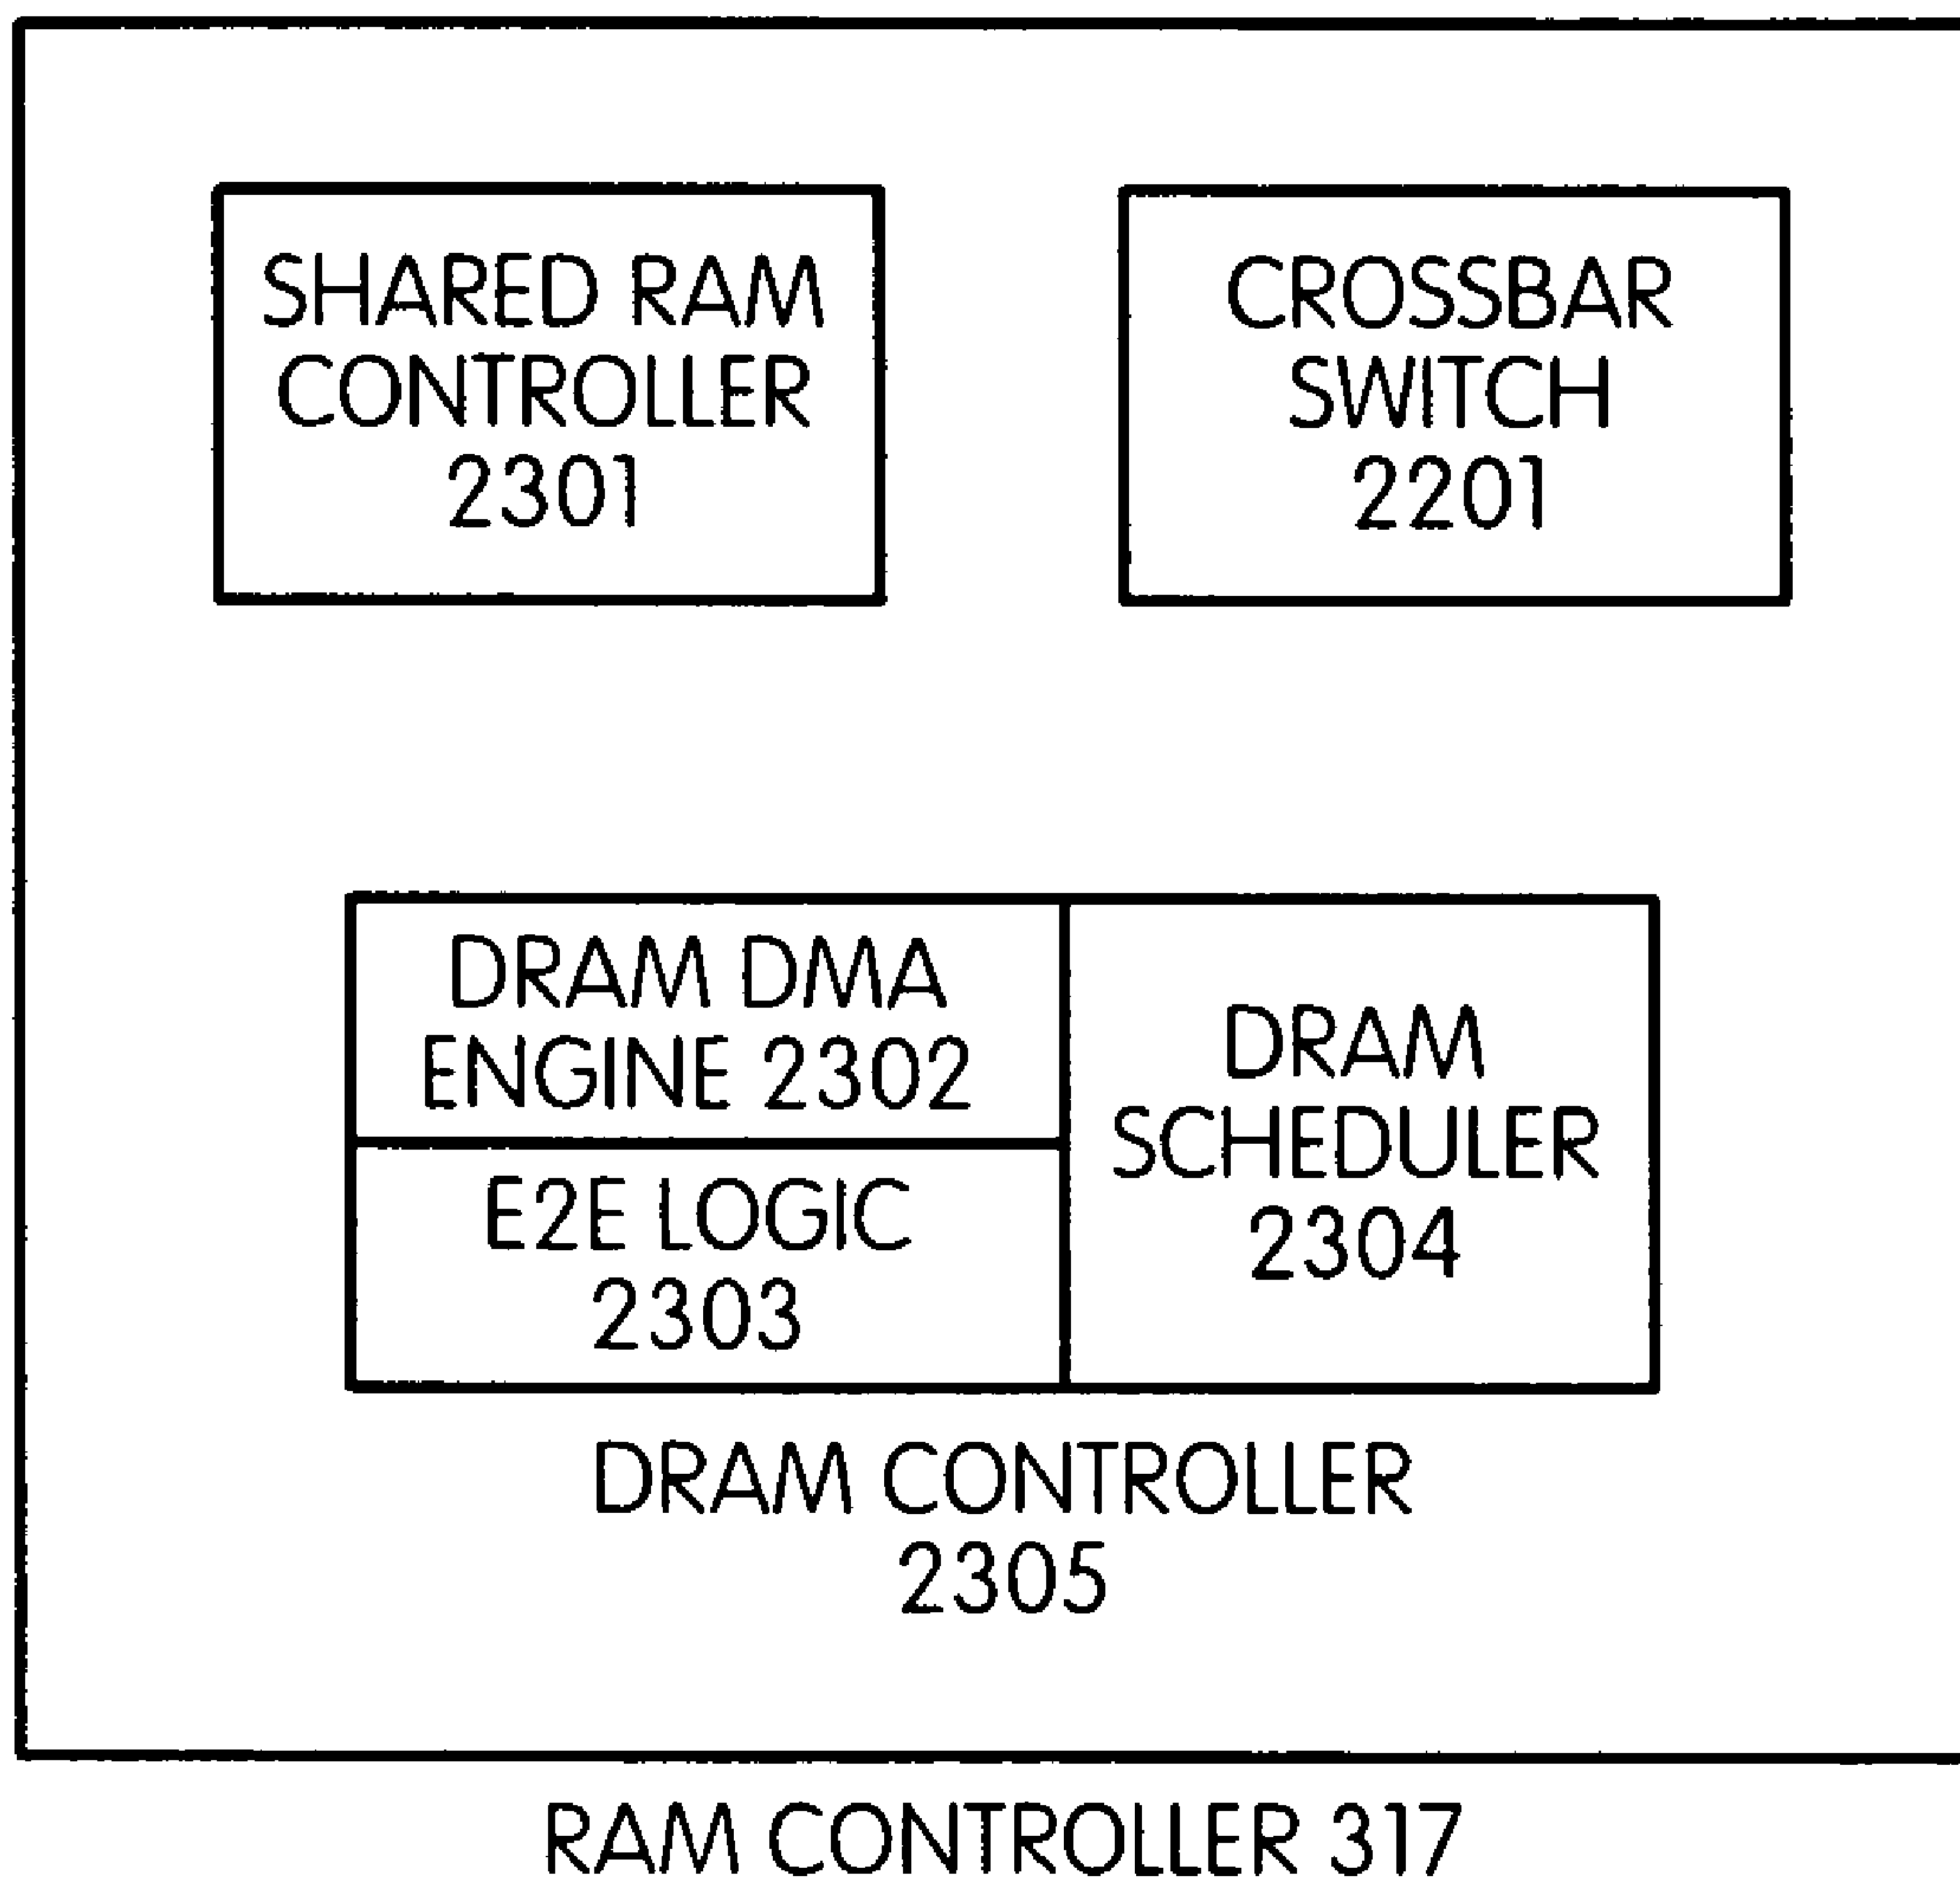 SHARED RAM
CONTROLLER
2301
CROSSBAR
SWITCH
2201
DRAM DMA
ENGINE 2302
E2E LOGIC
2303
DRAM
SCHEDULER
2304
DRAM CONTROLLER
2305
RAM CONTROLLER 317